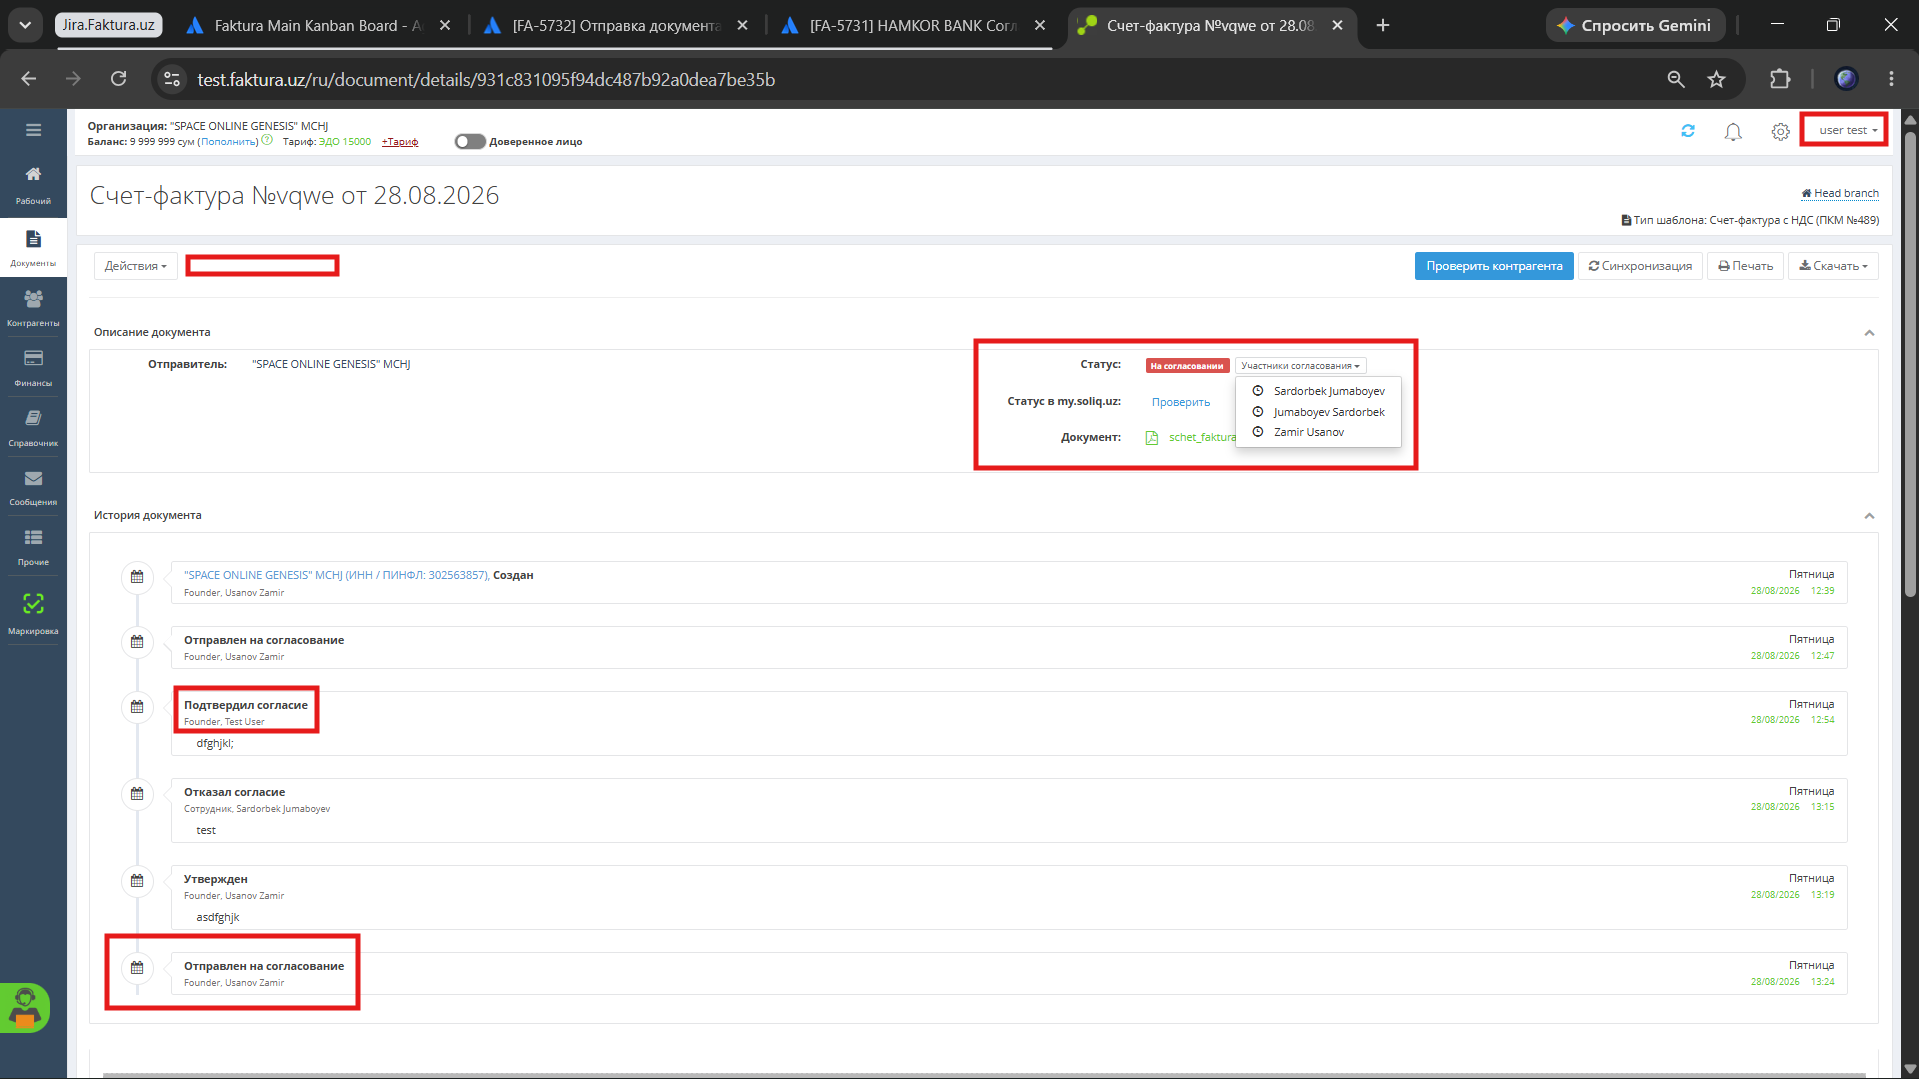 Jira.Faktura.uz
Faktura Main Kanban Board - A
[FA-5732] Отправка документа
[FA-5731] HAMKOR BANK Согл
Счет-фактура №vqwe от 28.08
Спросить Gemini
test.faktura.uz/ru/document/details/931c831095f94dc487b92a0dea7be35b
Организация: "SPACE ONLINE GENESIS" MCHJ
Баланс: 9 999 999 сум (Пополнить) Тариф: ЭДО 15000 +Тариф
Доверенное лицо
user test
Рабочий
Документы
Контрагенты
Финансы
Справочник
Сообщения
Прочие
Маркировка
Счет-фактура №vqwe от 28.08.2026
Head branch
Тип шаблона: Счет-фактура с НДС (ПКМ №489)
Действия
Проверить контрагента
Синхронизация
Печать
Скачать
Описание документа
Отправитель: "SPACE ONLINE GENESIS" MCHJ
Статус: На согласовании Участники согласования
Sardorbek Jumaboyev
Jumaboyev Sardorbek
Zamir Usanov
Статус в my.soliq.uz: Проверить
Документ: schet_faktura
История документа
"SPACE ONLINE GENESIS" MCHJ (ИНН / ПИНФЛ: 302563857), Создан
Founder, Usanov Zamir
Пятница
28/08/2026 12:39
Отправлен на согласование
Founder, Usanov Zamir
Пятница
28/08/2026 12:47
Подтвердил согласие
Founder, Test User
dfghjkl;
Пятница
28/08/2026 12:54
Отказал согласие
Сотрудник, Sardorbek Jumaboyev
test
Пятница
28/08/2026 13:15
Утвержден
Founder, Usanov Zamir
asdfghjk
Пятница
28/08/2026 13:19
Отправлен на согласование
Founder, Usanov Zamir
Пятница
28/08/2026 13:24